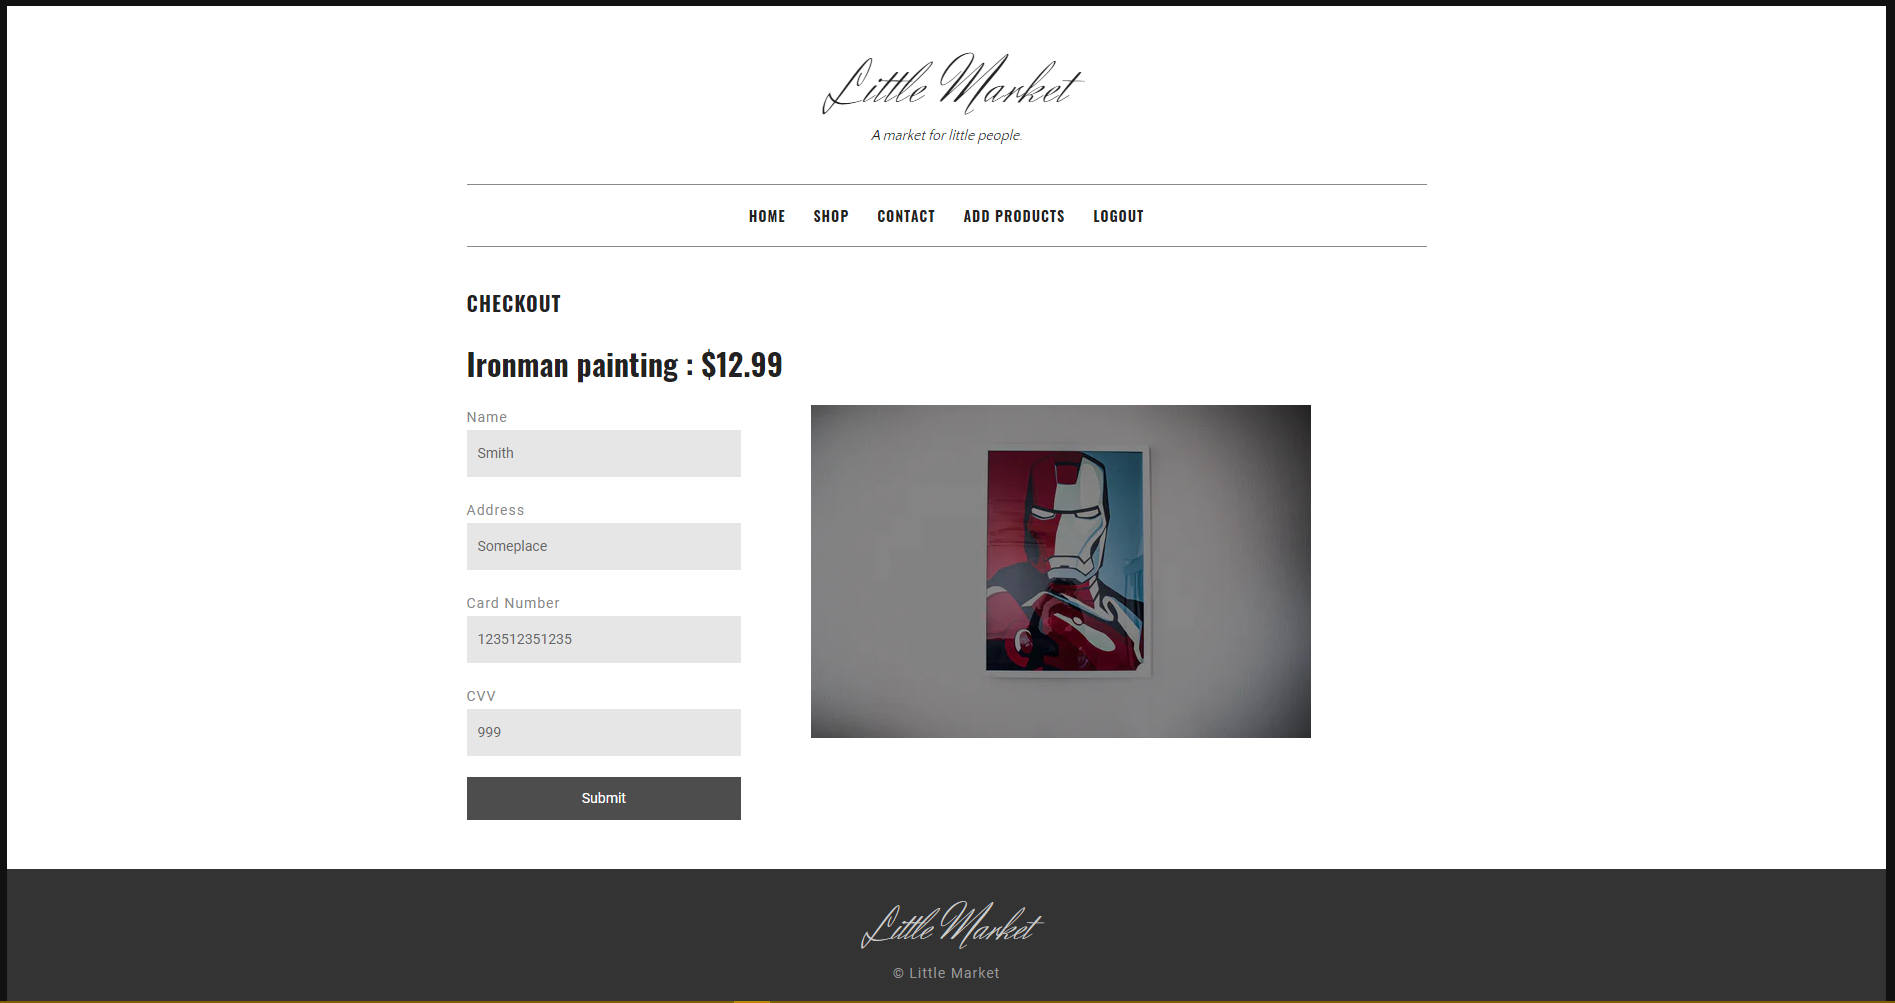 Little Market
A market for little people.
HOME SHOP CONTACT ADD PRODUCTS LOGOUT
CHECKOUT
Ironman painting : $12.99
Name
Smith
Address
Someplace
Card Number
123512351235
CVV
999
Submit
Little Market
© Little Market